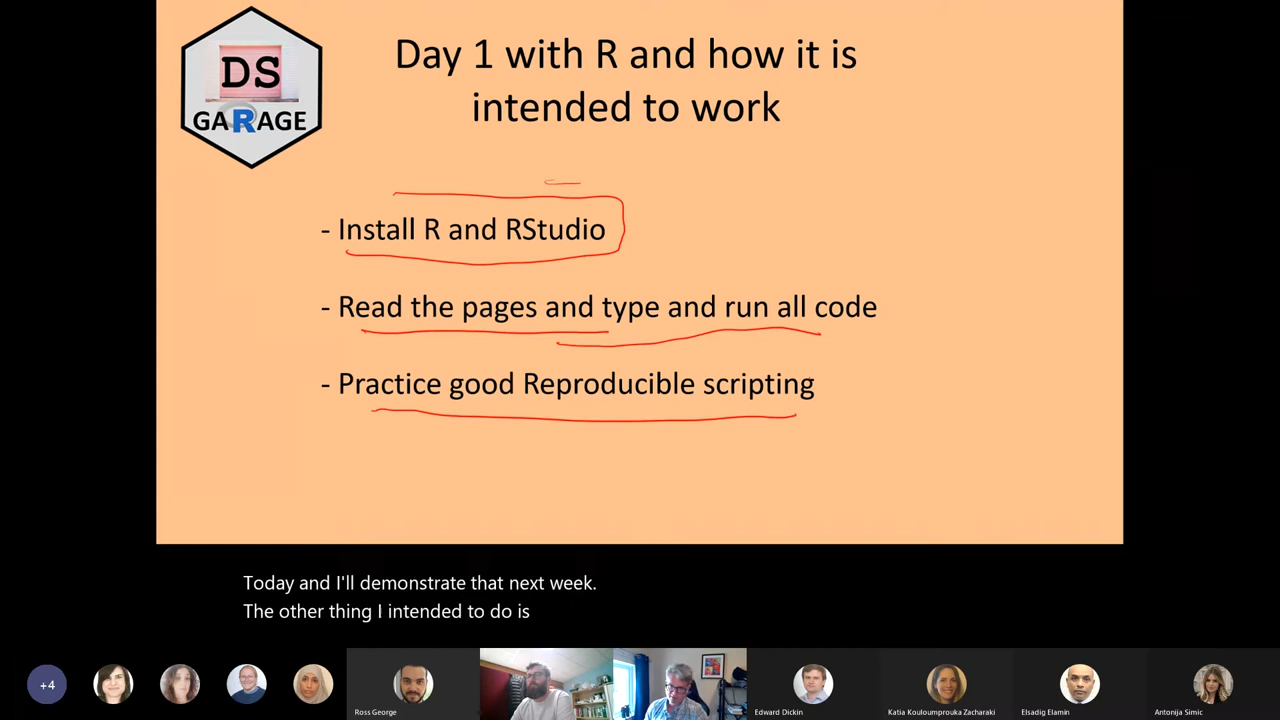 DS
GARAGE
Day 1 with R and how it is
intended to work
- Install R and RStudio
- Read the pages and type and run all code
- Practice good Reproducible scripting
Today and I'll demonstrate that next week.
The other thing I intended to do is
+4
Ross George
Edward Dickin
Katia Kouloumprouka Zacharaki
Elsadig Elamin
Antonija Simic